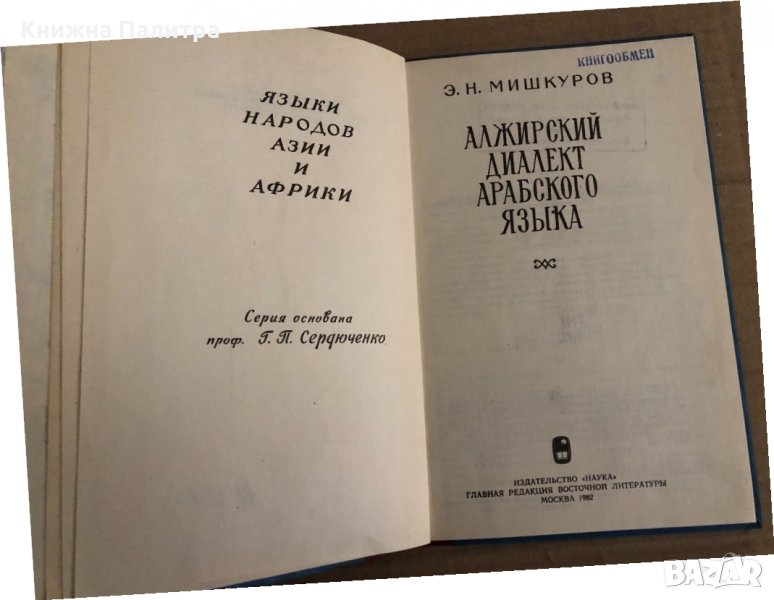 Книжна Палитра
ЯЗЫКИ
НАРОДОВ
АЗИИ
И
АФРИКИ
Серия основана
проф. Г. П. Сердюченко
КНИГООБМЕН
Э. Н. МИШКУРОВ
АЛЖИРСКИЙ
ДИАЛЕКТ
АРАБСКОГО
ЯЗЫКА
ИЗДАТЕЛЬСТВО «НАУКА»
ГЛАВНАЯ РЕДАКЦИЯ ВОСТОЧНОЙ ЛИТЕРАТУРЫ
МОСКВА 1982
BAZAR